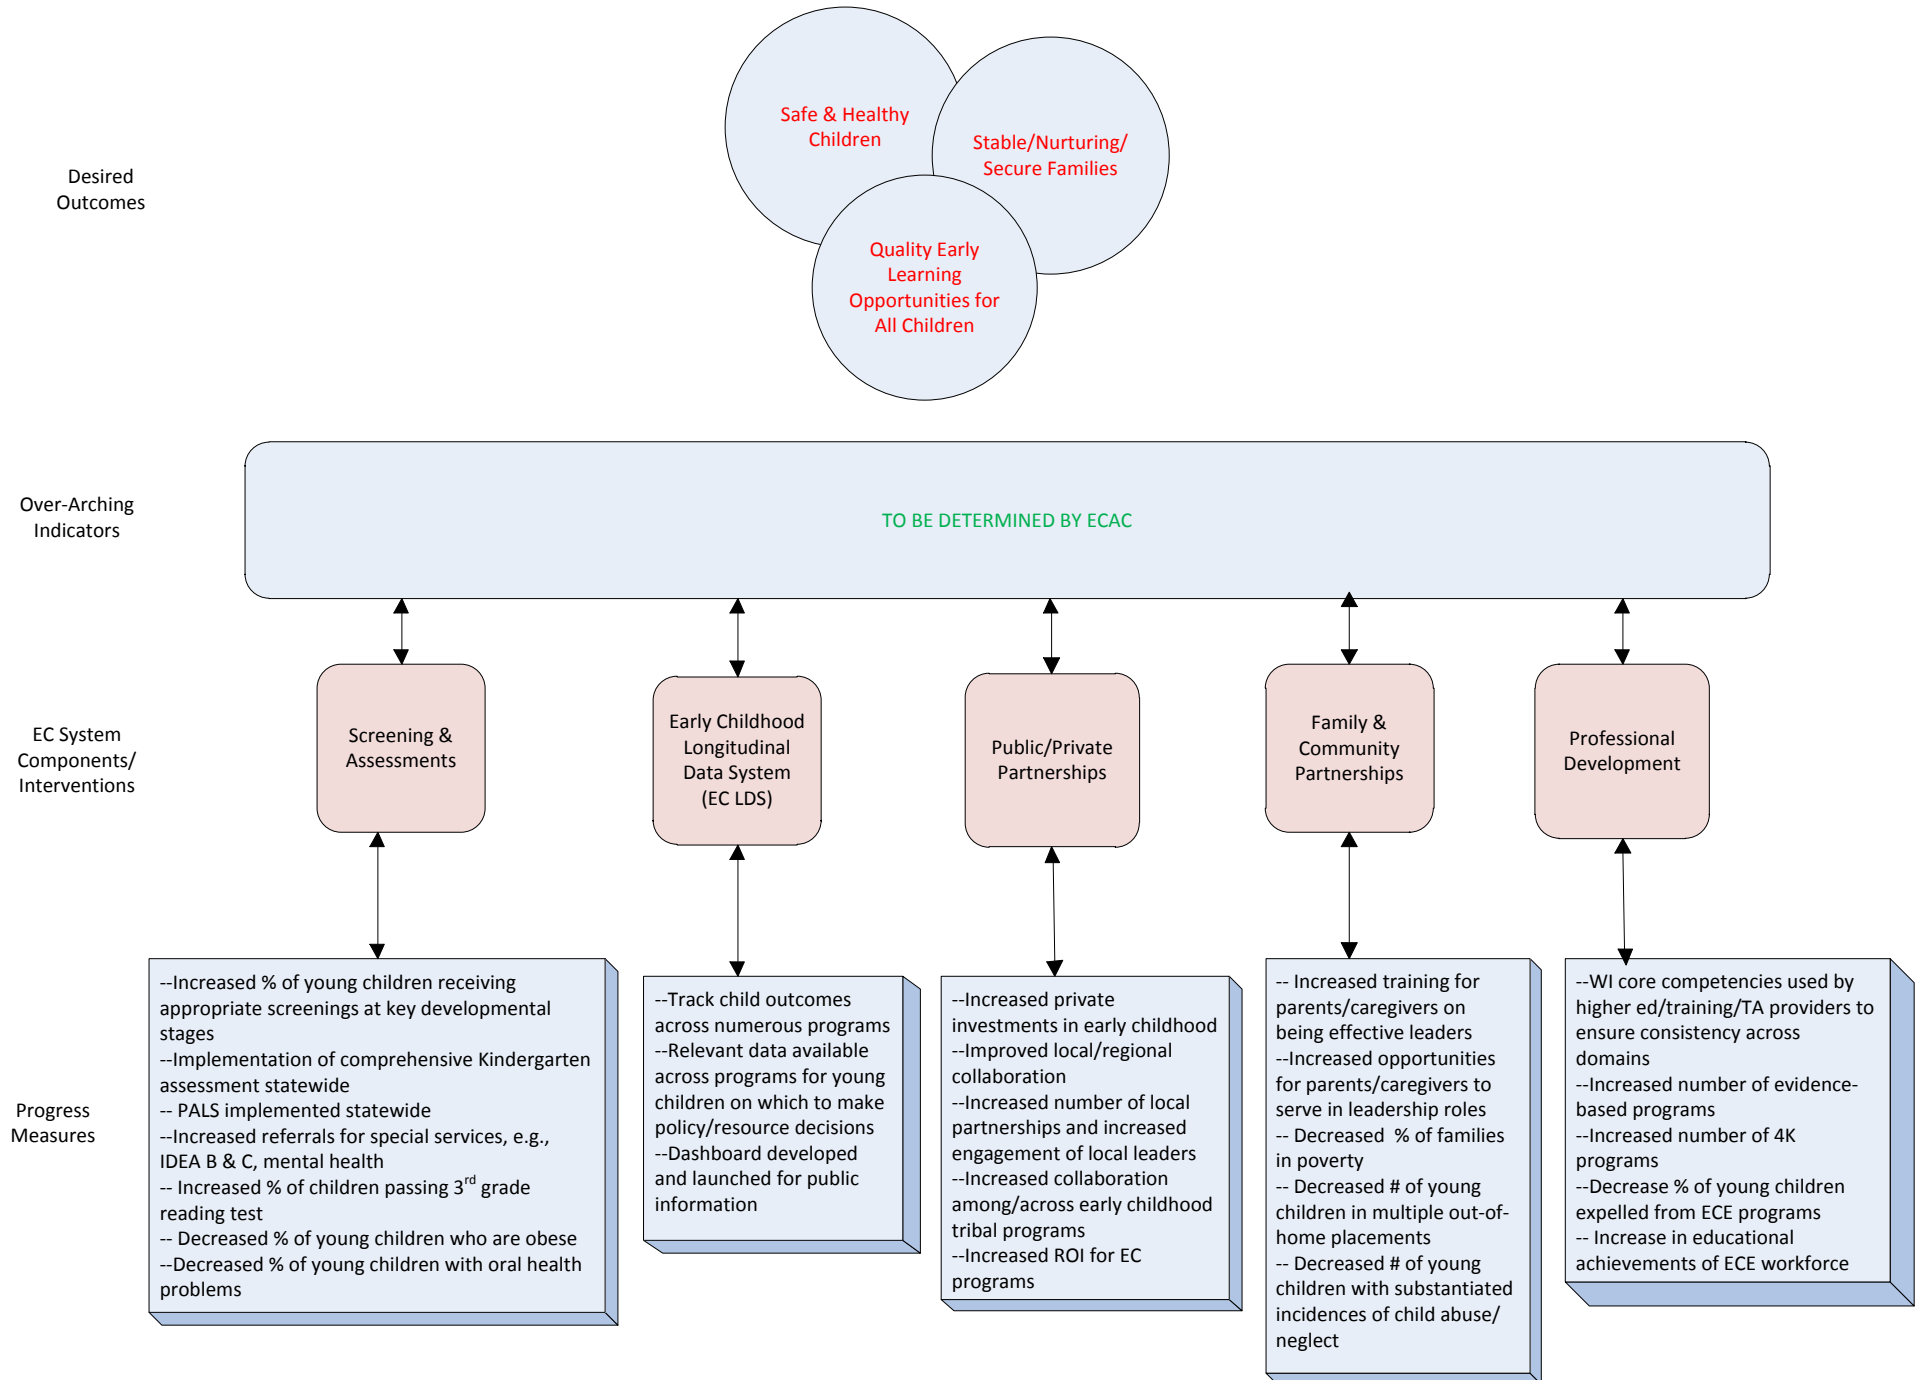 Desired
Outcomes
Safe & Healthy
Children
Stable/Nurturing/
Secure Families
Quality Early
Learning
Opportunities for
All Children
Over-Arching
Indicators
TO BE DETERMINED BY ECAC
EC System
Components/
Interventions
Screening &
Assessments
Early Childhood
Longitudinal
Data System
(EC LDS)
Public/Private
Partnerships
Family &
Community
Partnerships
Professional
Development
Progress
Measures
--Increased % of young children receiving
appropriate screenings at key developmental
stages
--Implementation of comprehensive Kindergarten
assessment statewide
-- PALS implemented statewide
--Increased referrals for special services, e.g.,
IDEA B & C, mental health
-- Increased % of children passing 3rd grade
reading test
-- Decreased % of young children who are obese
--Decreased % of young children with oral health
problems
--Track child outcomes
across numerous programs
--Relevant data available
across programs for young
children on which to make
policy/resource decisions
--Dashboard developed
and launched for public
information
--Increased private
investments in early childhood
--Improved local/regional
collaboration
--Increased number of local
partnerships and increased
engagement of local leaders
--Increased collaboration
among/across early childhood
tribal programs
--Increased ROI for EC
programs
-- Increased training for
parents/caregivers on
being effective leaders
--Increased opportunities
for parents/caregivers to
serve in leadership roles
-- Decreased % of families
in poverty
-- Decreased # of young
children in multiple out-of-
home placements
-- Decreased # of young
children with substantiated
incidences of child abuse/
neglect
--WI core competencies used by
higher ed/training/TA providers to
ensure consistency across
domains
--Increased number of evidence-
based programs
--Increased number of 4K
programs
--Decrease % of young children
expelled from ECE programs
-- Increase in educational
achievements of ECE workforce